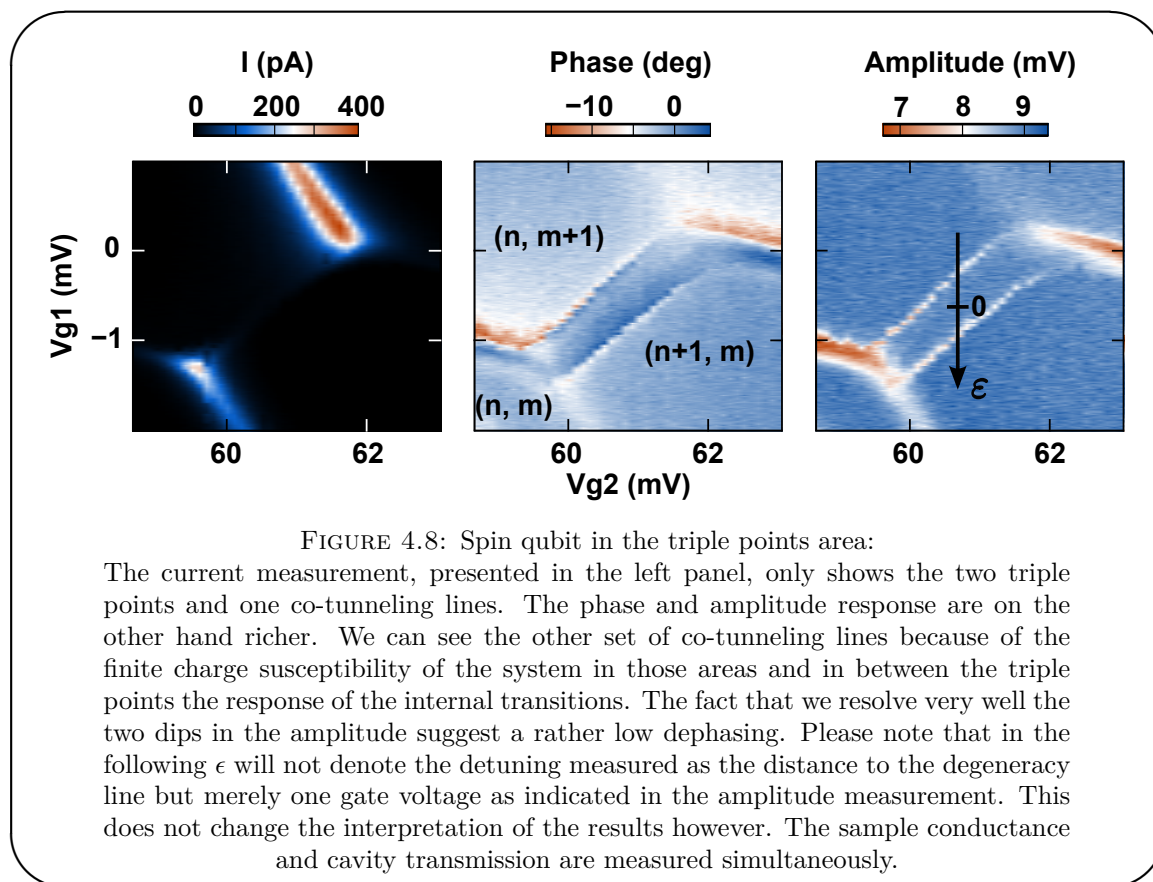 I (pA)
0 200 400
Phase (deg)
−10 0
Amplitude (mV)
7 8 9
Vg1 (mV)
0
−1
60 62
(n, m+1)
(n+1, m)
(n, m)
60 62
Vg2 (mV)
0
ε
60 62
FIGURE 4.8: Spin qubit in the triple points area:
The current measurement, presented in the left panel, only shows the two triple
points and one co-tunneling lines. The phase and amplitude response are on the
other hand richer. We can see the other set of co-tunneling lines because of the
finite charge susceptibility of the system in those areas and in between the triple
points the response of the internal transitions. The fact that we resolve very well the
two dips in the amplitude suggest a rather low dephasing. Please note that in the
following ϵ will not denote the detuning measured as the distance to the degeneracy
line but merely one gate voltage as indicated in the amplitude measurement. This
does not change the interpretation of the results however. The sample conductance
and cavity transmission are measured simultaneously.